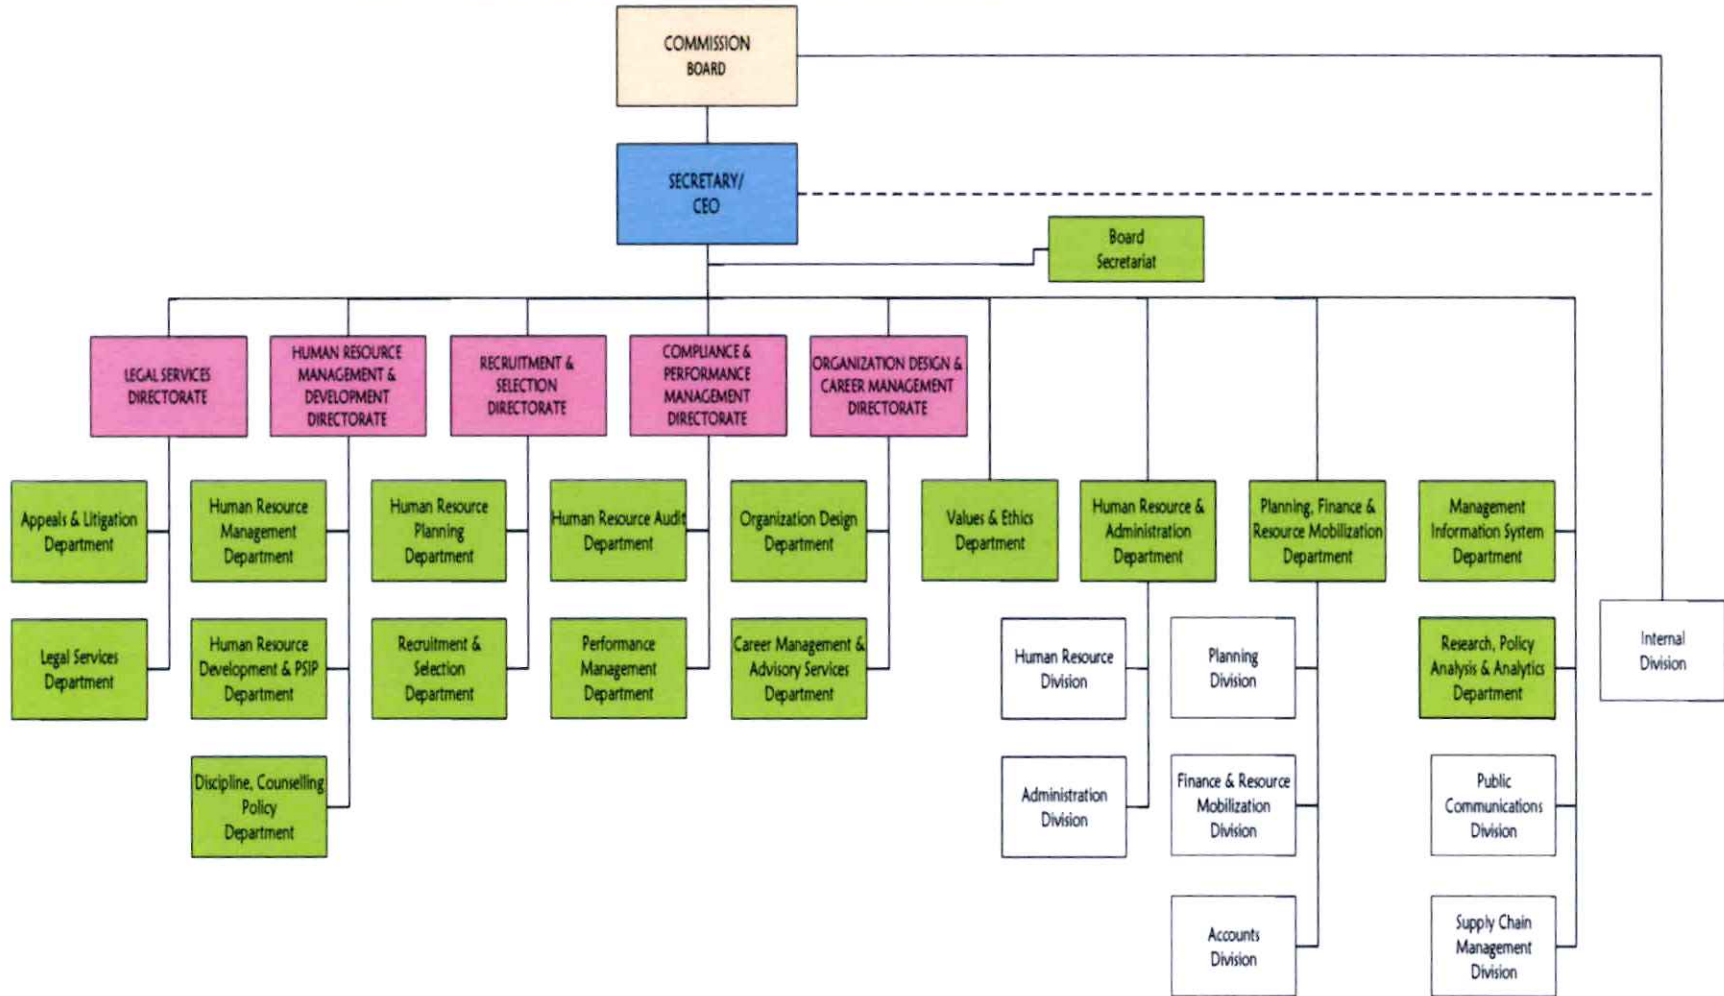 COMMISSION
BOARD
SECRETARY/
CEO
Board
Secretariat
LEGAL SERVICES
DIRECTORATE
HUMAN RESOURCE
MANAGEMENT &
DEVELOPMENT
DIRECTORATE
RECRUITMENT &
SELECTION
DIRECTORATE
COMPLIANCE &
PERFORMANCE
MANAGEMENT
DIRECTORATE
ORGANIZATION DESIGN &
CAREER MANAGEMENT
DIRECTORATE
Appeals & Litigation
Department
Human Resource
Management
Department
Human Resource
Planning
Department
Human Resource Audit
Department
Organization Design
Department
Values & Ethics
Department
Human Resource &
Administration
Department
Planning, Finance &
Resource Mobilization
Department
Management
Information System
Department
Legal Services
Department
Human Resource
Development & PSIP
Department
Recruitment &
Selection
Department
Performance
Management
Department
Career Management &
Advisory Services
Department
Human Resource
Division
Planning
Division
Research, Policy
Analysis & Analytics
Department
Internal
Division
Discipline, Counselling
Policy
Department
Administration
Division
Finance & Resource
Mobilization
Division
Public
Communications
Division
Accounts
Division
Supply Chain
Management
Division